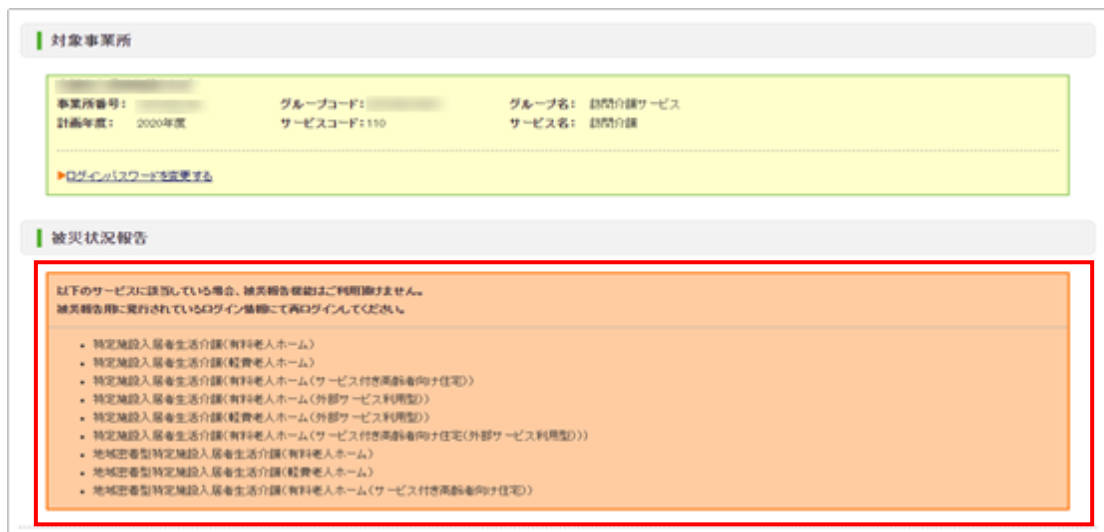 対象事業所
事業所番号:
グループコード:
グループ名: 訪問介護サービス
計画年度: 2020年度
サービスコード:110
サービス名: 訪問介護
▶ログインパスワードを変更する
被災状況報告
以下のサービスに該当している場合、被災報告機能はご利用頂けません。
被災報告用に発行されているログイン情報にて再ログインしてください。
• 特定施設入居者生活介護(有料老人ホーム)
• 特定施設入居者生活介護(軽費老人ホーム)
• 特定施設入居者生活介護(有料老人ホーム(サービス付き高齢者向け住宅))
• 特定施設入居者生活介護(有料老人ホーム(外部サービス利用型))
• 特定施設入居者生活介護(軽費老人ホーム(外部サービス利用型))
• 特定施設入居者生活介護(有料老人ホーム(サービス付き高齢者向け住宅(外部サービス利用型)))
• 地域密着型特定施設入居者生活介護(有料老人ホーム)
• 地域密着型特定施設入居者生活介護(軽費老人ホーム)
• 地域密着型特定施設入居者生活介護(有料老人ホーム(サービス付き高齢者向け住宅))